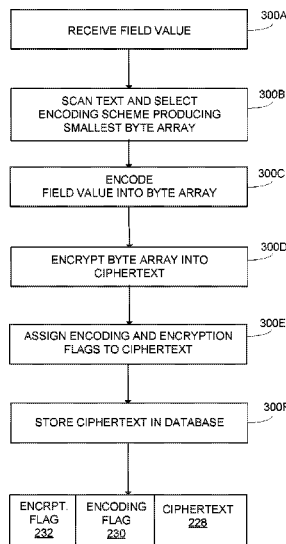 300A
RECEIVE FIELD VALUE
300B
SCAN TEXT AND SELECT
ENCODING SCHEME PRODUCING
SMALLEST BYTE ARRAY
300C
ENCODE
FIELD VALUE INTO BYTE ARRAY
300D
ENCRYPT BYTE ARRAY INTO
CIPHERTEXT
300E
ASSIGN ENCODING AND ENCRYPTION
FLAGS TO CIPHERTEXT
300F
STORE CIPHERTEXT IN DATABASE
ENCRPT.
FLAG
232
ENCODING
FLAG
230
CIPHERTEXT
228